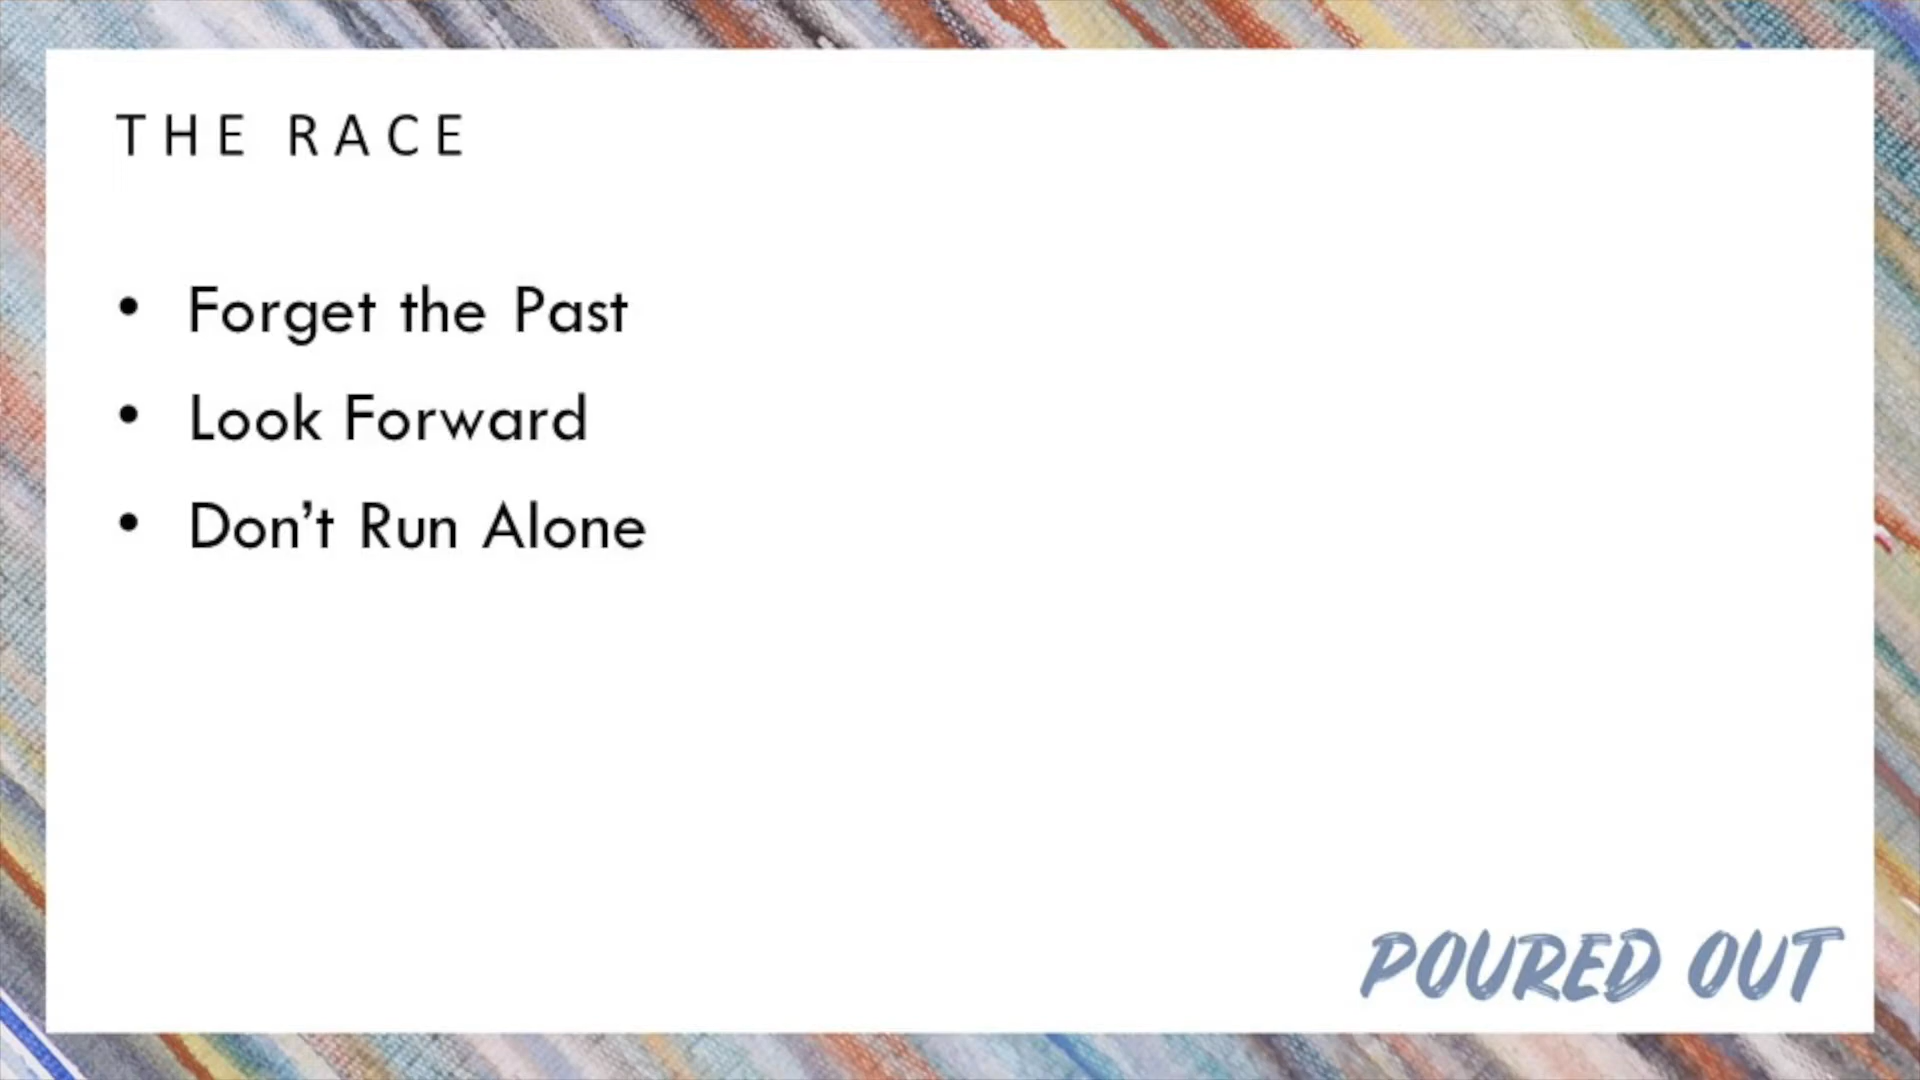 THE RACE
• Forget the Past
• Look Forward
• Don’t Run Alone
POURED OUT